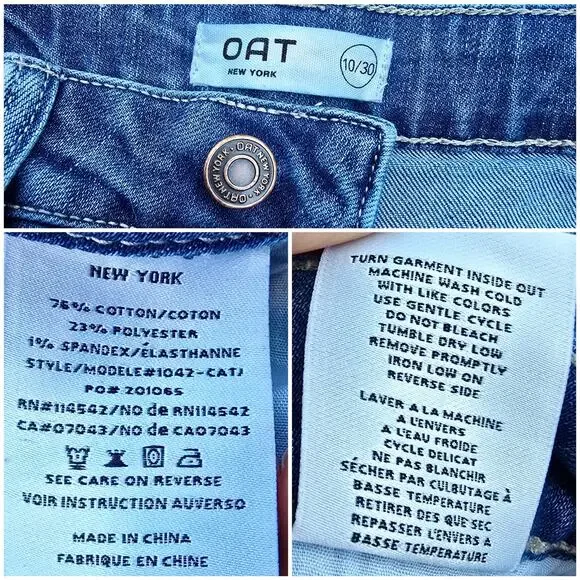 OAT
NEW YORK
10/30
OAT NEW YORK • OAT NEW YORK
NEW YORK
76% COTTON/COTON
23% POLYESTER
1% SPANDEX/ÉLASTHANNE
STYLE/MODELE#1042-CATJ
PO# 201065
RN#114542/NO de RN114542
CA#07043/NO de CA07043
SEE CARE ON REVERSE
VOIR INSTRUCTION AUVERSO
MADE IN CHINA
FABRIQUE EN CHINE
TURN GARMENT INSIDE OUT
MACHINE WASH COLD
WITH LIKE COLORS
USE GENTLE CYCLE
DO NOT BLEACH
TUMBLE DRY LOW
REMOVE PROMPTLY
IRON LOW ON
REVERSE SIDE
LAVER A LA MACHINE
A L'ENVERS
A L'EAU FROIDE
CYCLE DELICAT
NE PAS BLANCHIR
SÉCHER PAR CULBUTAGE À
BASSE TEMPERATURE
RETIRER DES QUE SEC
REPASSER L'ENVERS A
BASSE TEMPERATURE